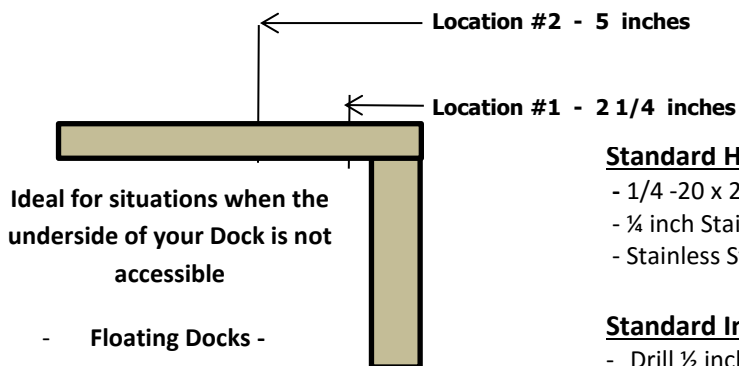 Location #2 - 5 inches
Location #1 - 2 1/4 inches
Ideal for situations when the
underside of your Dock is not
accessible
- Floating Docks -
Standard H
- 1/4 -20 x 2
- ¼ inch Stai
- Stainless S
Standard In
- Drill ½ inch